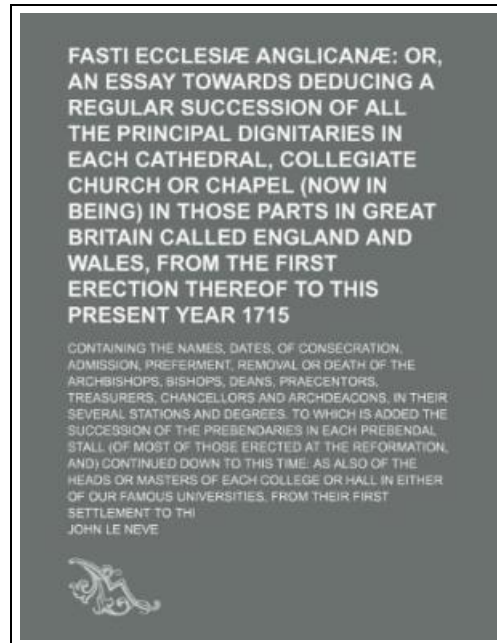 FASTI ECCLESIÆ ANGLICANÆ: OR,
AN ESSAY TOWARDS DEDUCING A
REGULAR SUCCESSION OF ALL
THE PRINCIPAL DIGNITARIES IN
EACH CATHEDRAL, COLLEGIATE
CHURCH OR CHAPEL (NOW IN
BEING) IN THOSE PARTS IN GREAT
BRITAIN CALLED ENGLAND AND
WALES, FROM THE FIRST
ERECTION THEREOF TO THIS
PRESENT YEAR 1715
CONTAINING THE NAMES, DATES, OF CONSECRATION,
ADMISSION, PREFERMENT, REMOVAL OR DEATH OF THE
ARCHBISHOPS, BISHOPS, DEANS, PRAECENTORS,
TREASURERS, CHANCELLORS AND ARCHDEACONS, IN THEIR
SEVERAL STATIONS AND DEGREES. TO WHICH IS ADDED THE
SUCCESSION OF THE PREBENDARIES IN EACH PREBENDAL
STALL (OF MOST OF THOSE ERECTED AT THE REFORMATION,
AND) CONTINUED DOWN TO THIS TIME: AS ALSO OF THE
HEADS OR MASTERS OF EACH COLLEGE OR HALL IN EITHER
OF OUR FAMOUS UNIVERSITIES, FROM THEIR FIRST
SETTLEMENT TO THI
JOHN LE NEVE